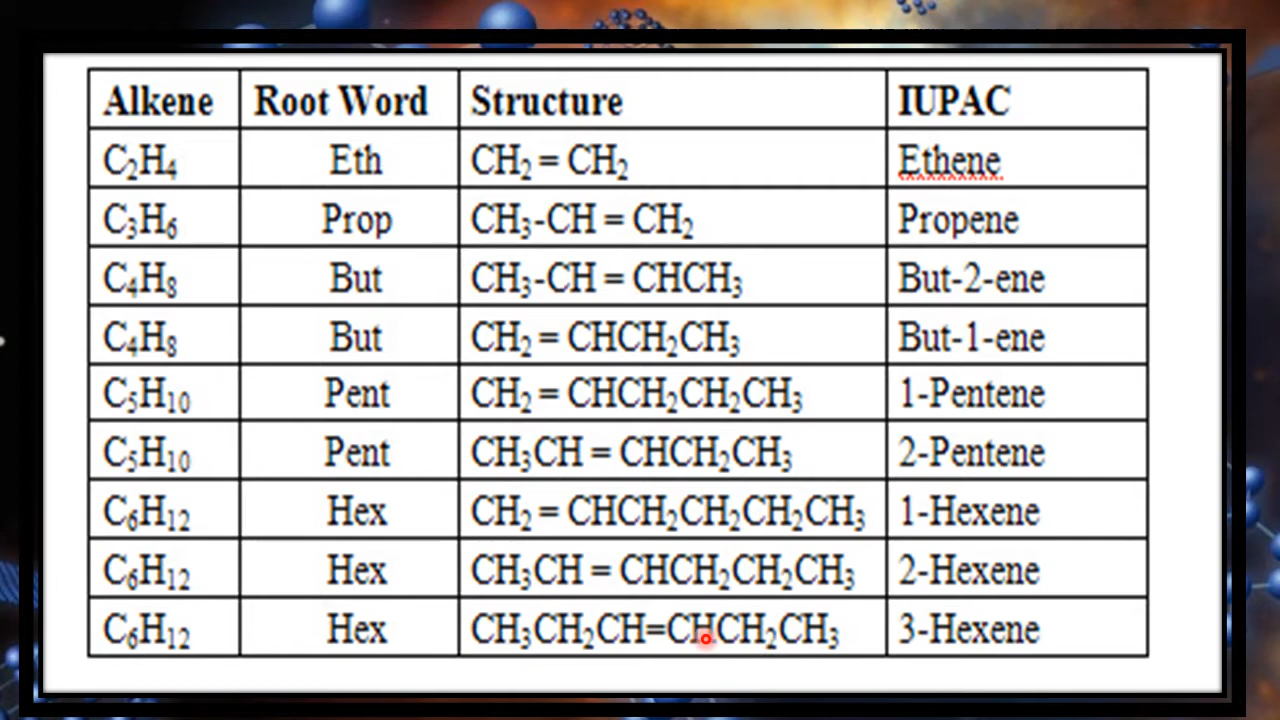 Alkene Root Word Structure IUPAC
C₂H₄ Eth CH₂ = CH₂ Ethene
C₃H₆ Prop CH₃-CH = CH₂ Propene
C₄H₈ But CH₃-CH = CHCH₃ But-2-ene
C₄H₈ But CH₂ = CHCH₂CH₃ But-1-ene
C₅H₁₀ Pent CH₂ = CHCH₂CH₂CH₃ 1-Pentene
C₅H₁₀ Pent CH₃CH = CHCH₂CH₃ 2-Pentene
C₆H₁₂ Hex CH₂ = CHCH₂CH₂CH₂CH₃ 1-Hexene
C₆H₁₂ Hex CH₃CH = CHCH₂CH₂CH₃ 2-Hexene
C₆H₁₂ Hex CH₃CH₂CH=CHCH₂CH₃ 3-Hexene